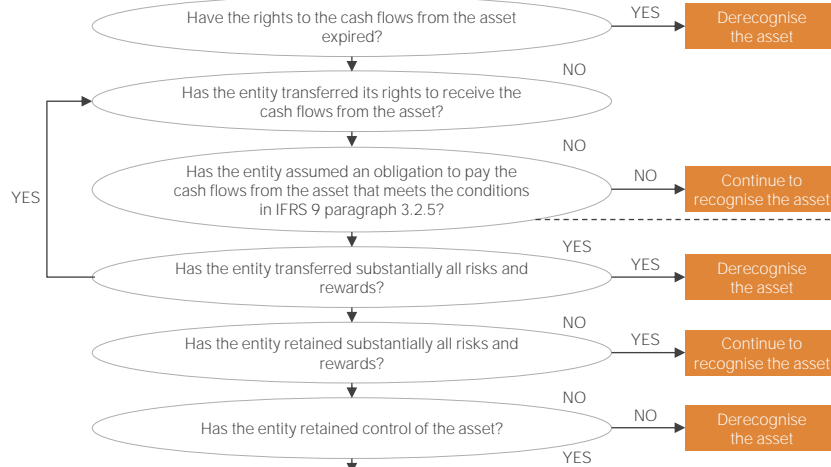 Have the rights to the cash flows from the asset
expired?
YES
Derecognise
the asset
NO
Has the entity transferred its rights to receive the
cash flows from the asset?
NO
Has the entity assumed an obligation to pay the
cash flows from the asset that meets the conditions
in IFRS 9 paragraph 3.2.5?
NO
Continue to
recognise the asset
YES
YES
Has the entity transferred substantially all risks and
rewards?
YES
Derecognise
the asset
NO
Has the entity retained substantially all risks and
rewards?
YES
Continue to
recognise the asset
NO
Has the entity retained control of the asset?
NO
Derecognise
the asset
YES